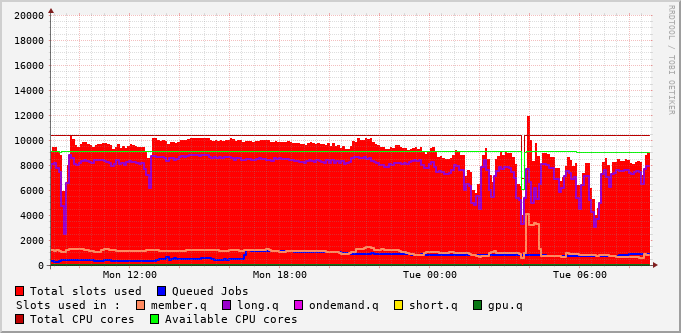 20000
18000
16000
14000
12000
10000
8000
6000
4000
2000
0
Mon 12:00 Mon 18:00 Tue 00:00 Tue 06:00
Total slots used Queued Jobs
Slots used in : member.q long.q ondemand.q short.q gpu.q
Total CPU cores Available CPU cores
RRDTOOL / TOBI OETIKER